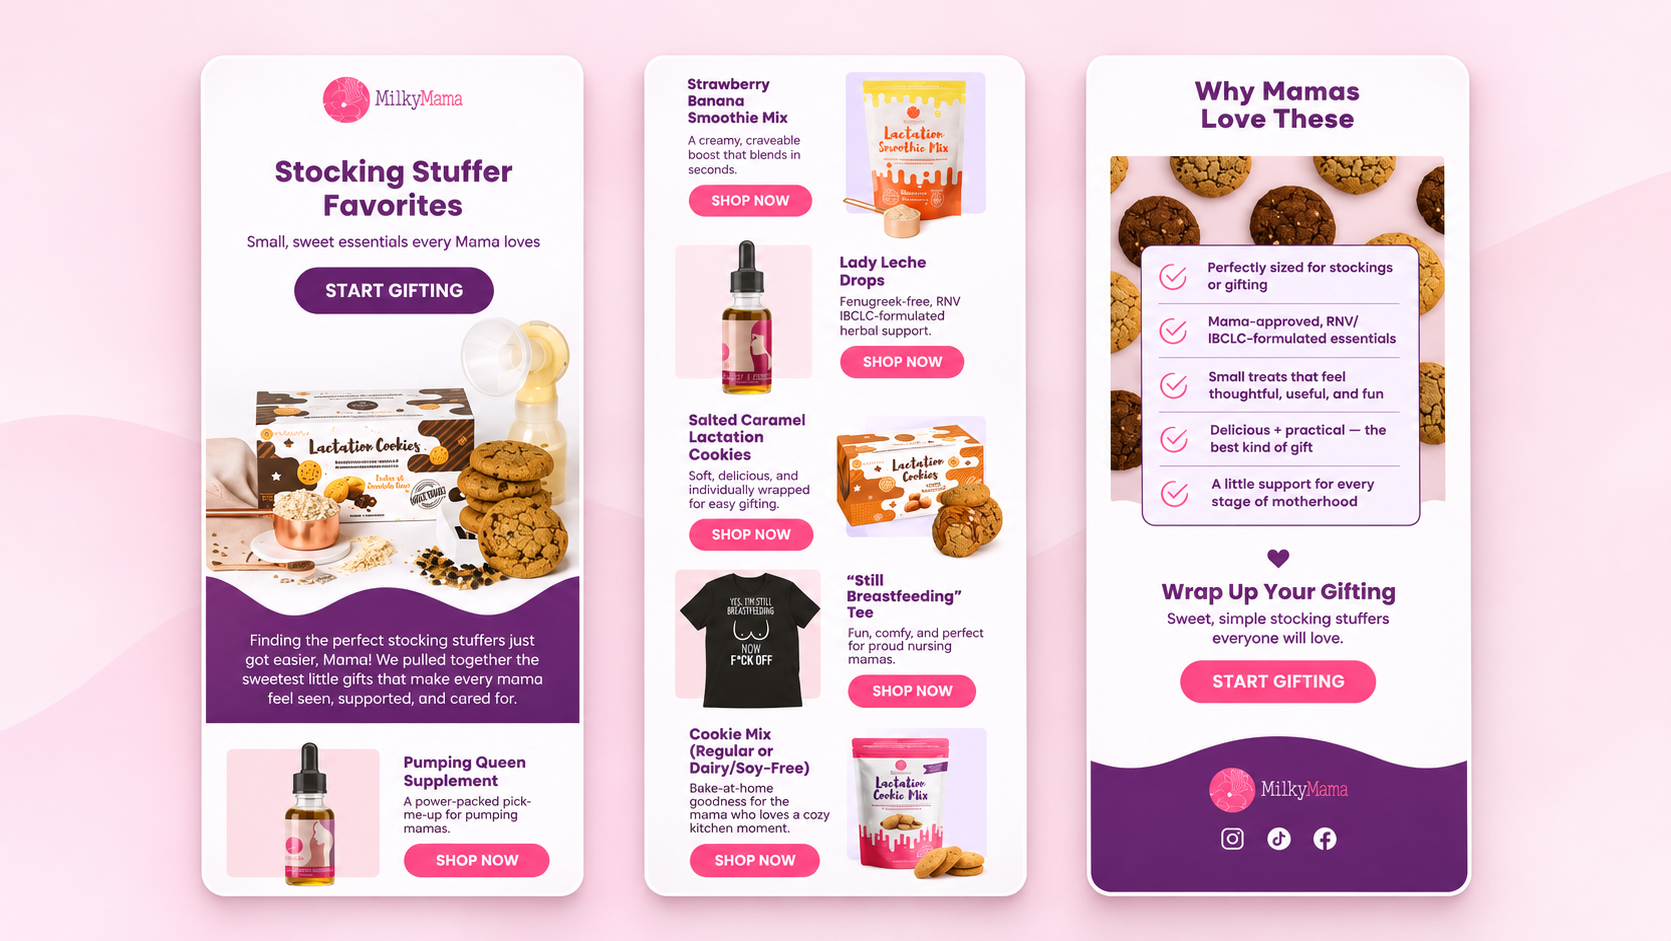 MilkyMama
Stocking Stuffer
Favorites
Small, sweet essentials every Mama loves
START GIFTING
Lactation Cookies
Finding the perfect stocking stuffers just
got easier, Mama! We pulled together the
sweetest little gifts that make every mama
feel seen, supported, and cared for.
Pumping Queen
Supplement
A power-packed pick-
me-up for pumping
mamas.
SHOP NOW
Strawberry
Banana
Smoothie Mix
A creamy, craveable
boost that blends in
seconds.
SHOP NOW
Lactation
Smoothie Mix
Lady Leche
Drops
Fenugreek-free, RNV
IBCLC-formulated
herbal support.
SHOP NOW
Salted Caramel
Lactation
Cookies
Soft, delicious, and
individually wrapped
for easy gifting.
SHOP NOW
Lactation
Cookies
YES, I'M STILL
BREASTFEEDING
NOW
F*CK OFF
“Still
Breastfeeding”
Tee
Fun, comfy, and perfect
for proud nursing
mamas.
SHOP NOW
Cookie Mix
(Regular or
Dairy/Soy-Free)
Bake-at-home
goodness for the
mama who loves a cozy
kitchen moment.
SHOP NOW
Lactation
Cookie Mix
Why Mamas
Love These
Perfectly sized for stockings
or gifting
Mama-approved, RNV/
IBCLC-formulated essentials
Small treats that feel
thoughtful, useful, and fun
Delicious + practical — the
best kind of gift
A little support for every
stage of motherhood
Wrap Up Your Gifting
Sweet, simple stocking stuffers
everyone will love.
START GIFTING
MilkyMama